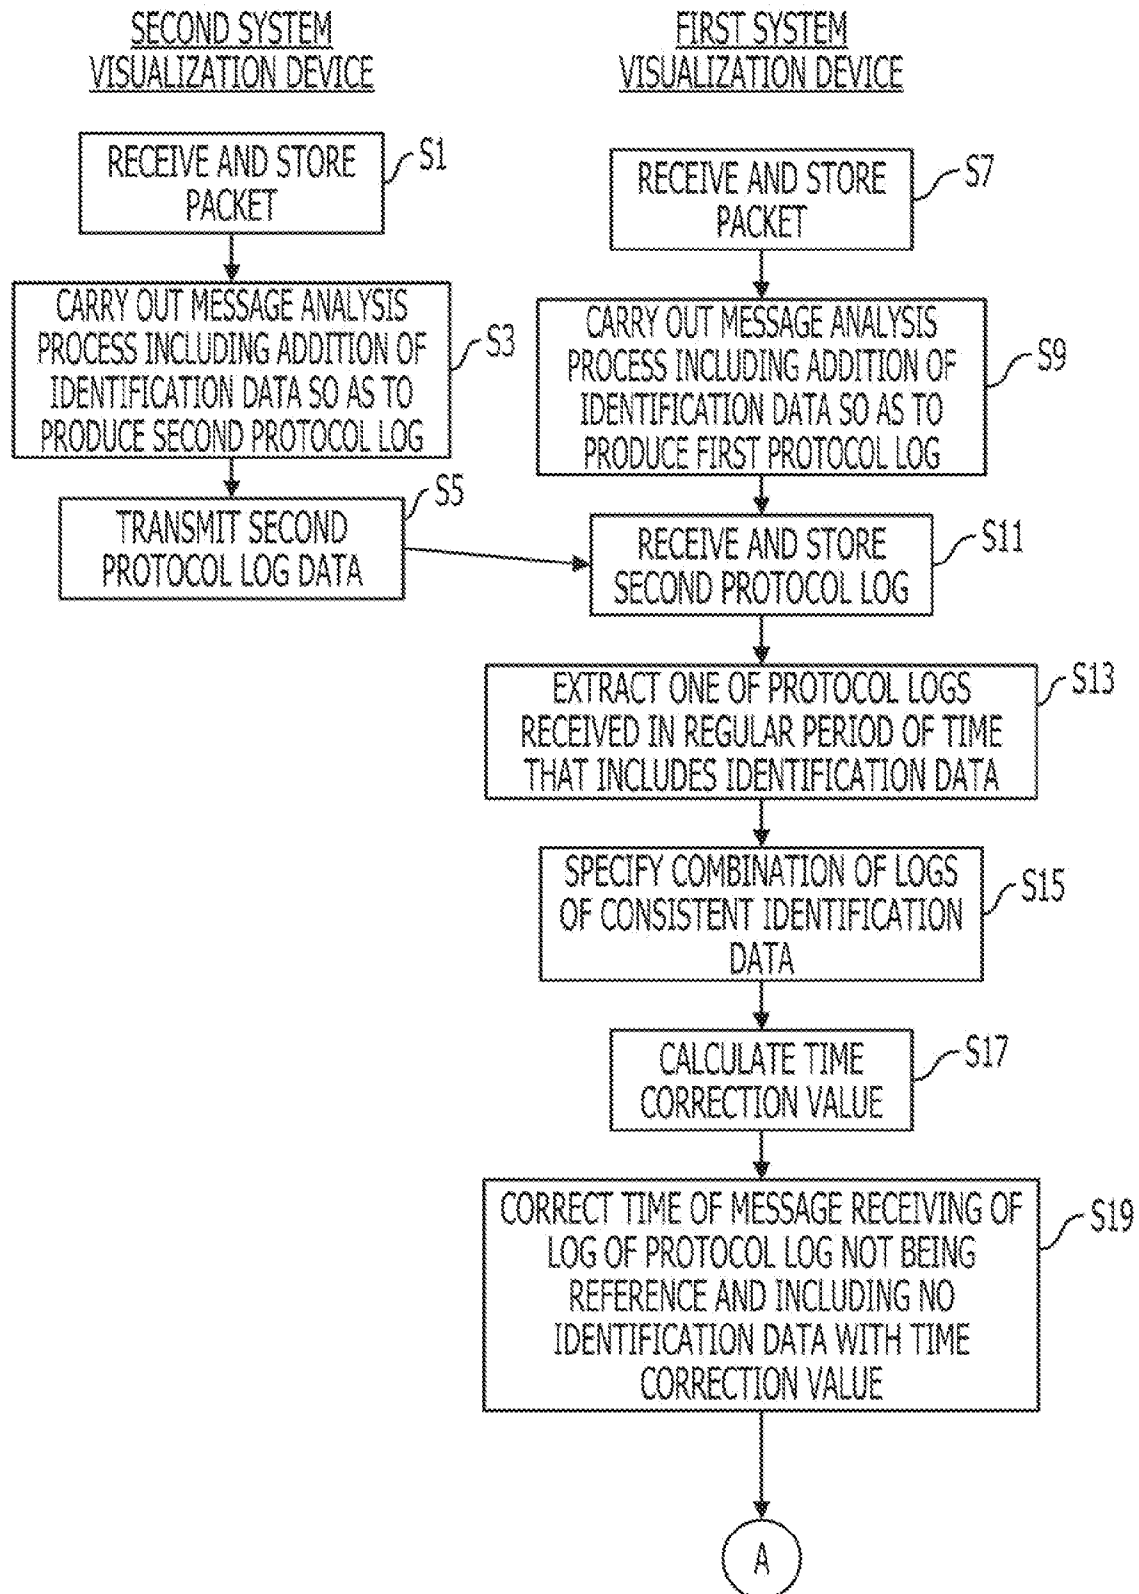 SECOND SYSTEM
VISUALIZATION DEVICE
RECEIVE AND STORE
PACKET
S1
CARRY OUT MESSAGE ANALYSIS
PROCESS INCLUDING ADDITION OF
IDENTIFICATION DATA SO AS TO
PRODUCE SECOND PROTOCOL LOG
S3
TRANSMIT SECOND
PROTOCOL LOG DATA
S5
FIRST SYSTEM
VISUALIZATION DEVICE
RECEIVE AND STORE
PACKET
S7
CARRY OUT MESSAGE ANALYSIS
PROCESS INCLUDING ADDITION OF
IDENTIFICATION DATA SO AS TO
PRODUCE FIRST PROTOCOL LOG
S9
RECEIVE AND STORE
SECOND PROTOCOL LOG
S11
EXTRACT ONE OF PROTOCOL LOGS
RECEIVED IN REGULAR PERIOD OF TIME
THAT INCLUDES IDENTIFICATION DATA
S13
SPECIFY COMBINATION OF LOGS
OF CONSISTENT IDENTIFICATION
DATA
S15
CALCULATE TIME
CORRECTION VALUE
S17
CORRECT TIME OF MESSAGE RECEIVING OF
LOG OF PROTOCOL LOG NOT BEING
REFERENCE AND INCLUDING NO
IDENTIFICATION DATA WITH TIME
CORRECTION VALUE
S19
A